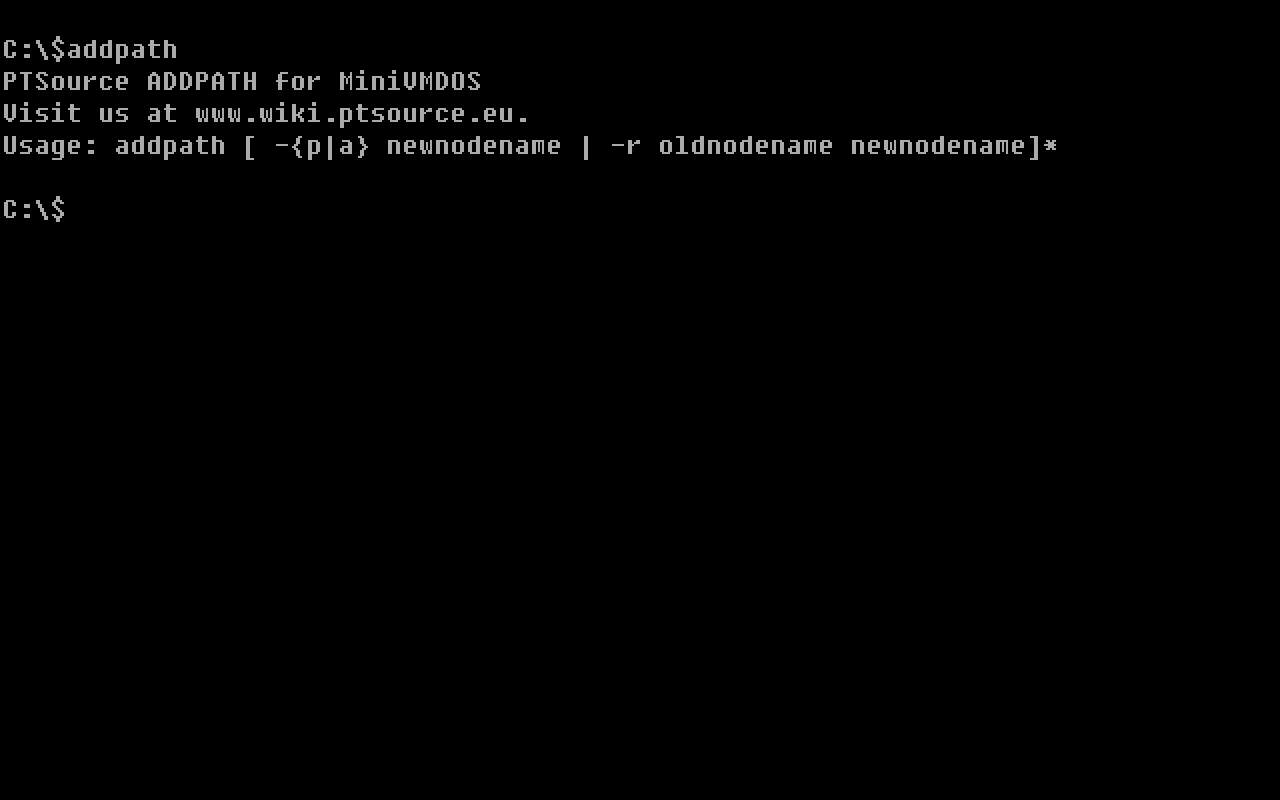 C:\$addpath
PTSource ADDPATH for MiniVMDOS
Visit us at www.wiki.ptsource.eu.
Usage: addpath [ -{p|a} newnodename | -r oldnodename newnodename]*
C:\$